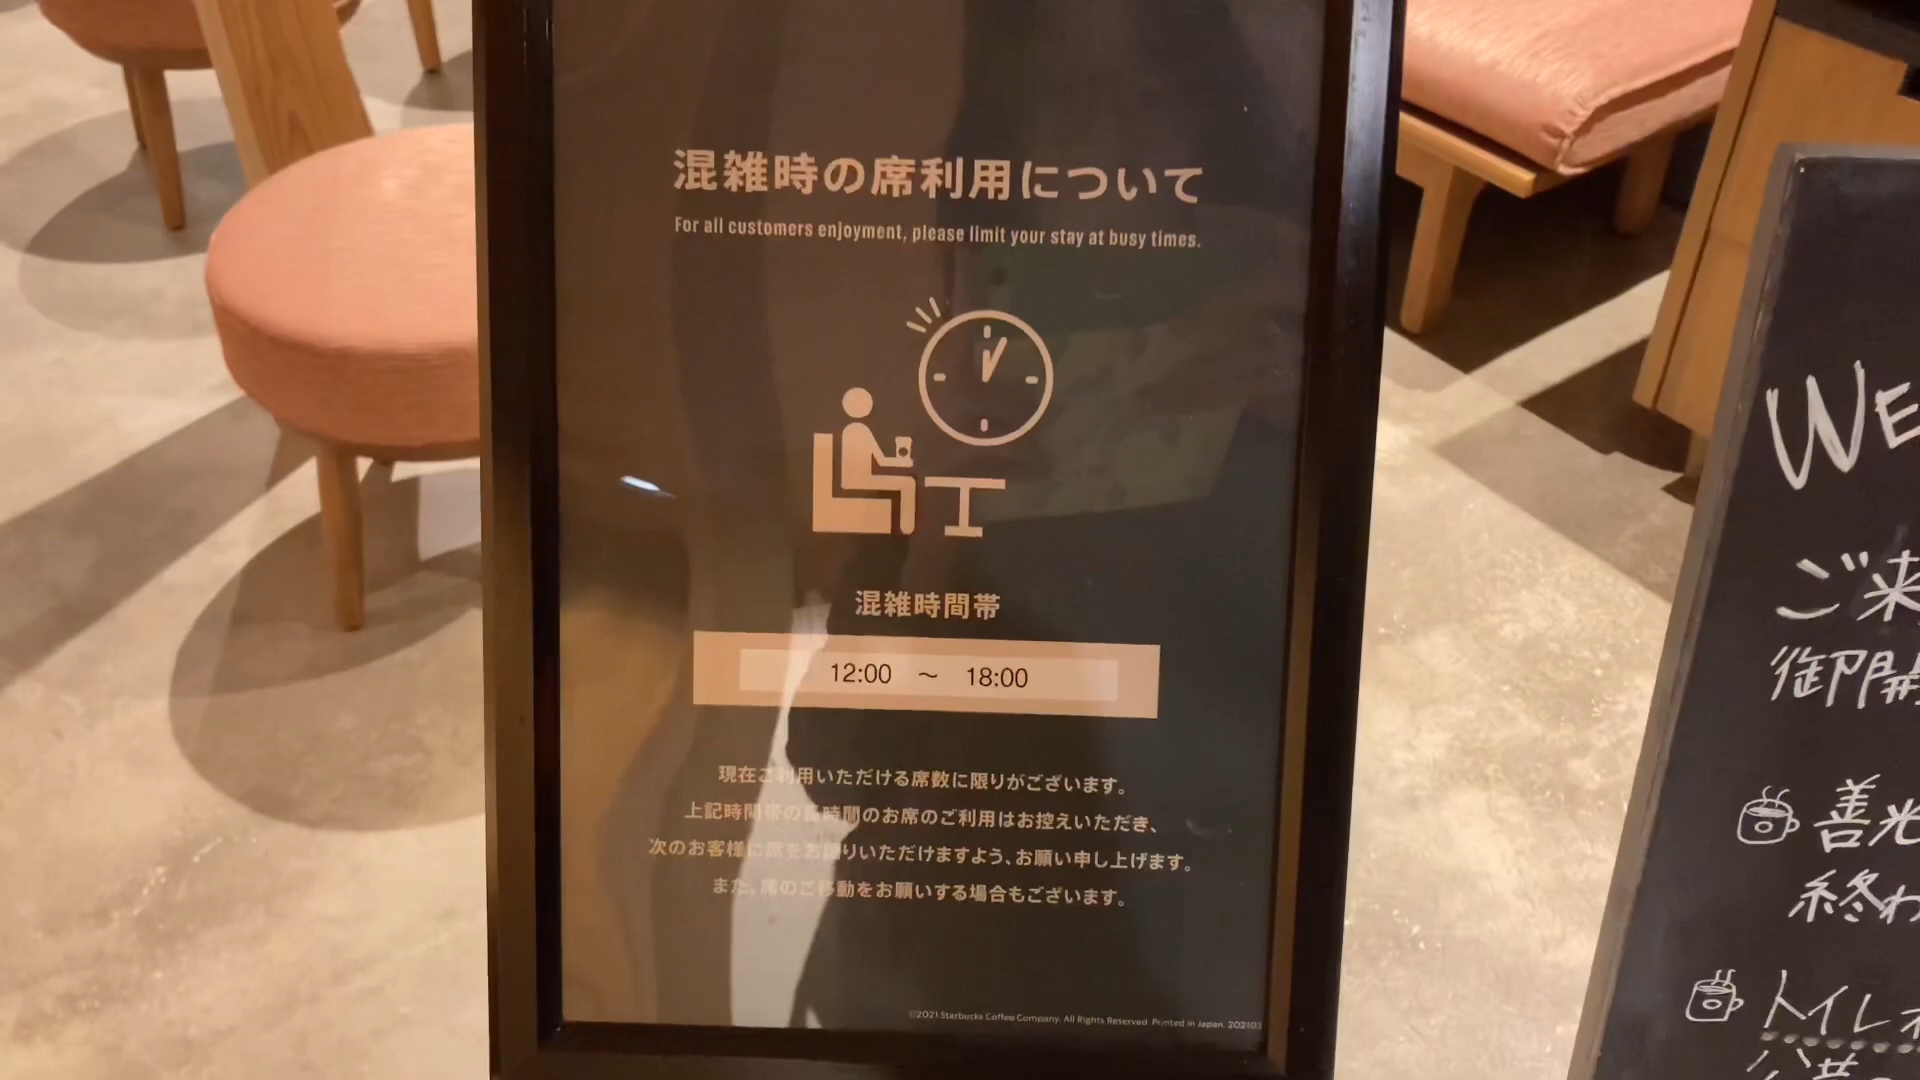 混雑時の席利用について
For all customers enjoyment, please limit your stay at busy times.
混雑時間帯
12:00 ～ 18:00
現在ご利用いただける席数に限りがございます。
上記時間帯の長時間のお席のご利用はお控えいただき、
次のお客様に席をお譲りいただけますよう、お願い申し上げます。
また、席のご移動をお願いする場合もございます。
©2021 Starbucks Coffee Company. All Rights Reserved. Printed in Japan. 202103
WE
ご来
御開
善光
終わ
トイレ
公共